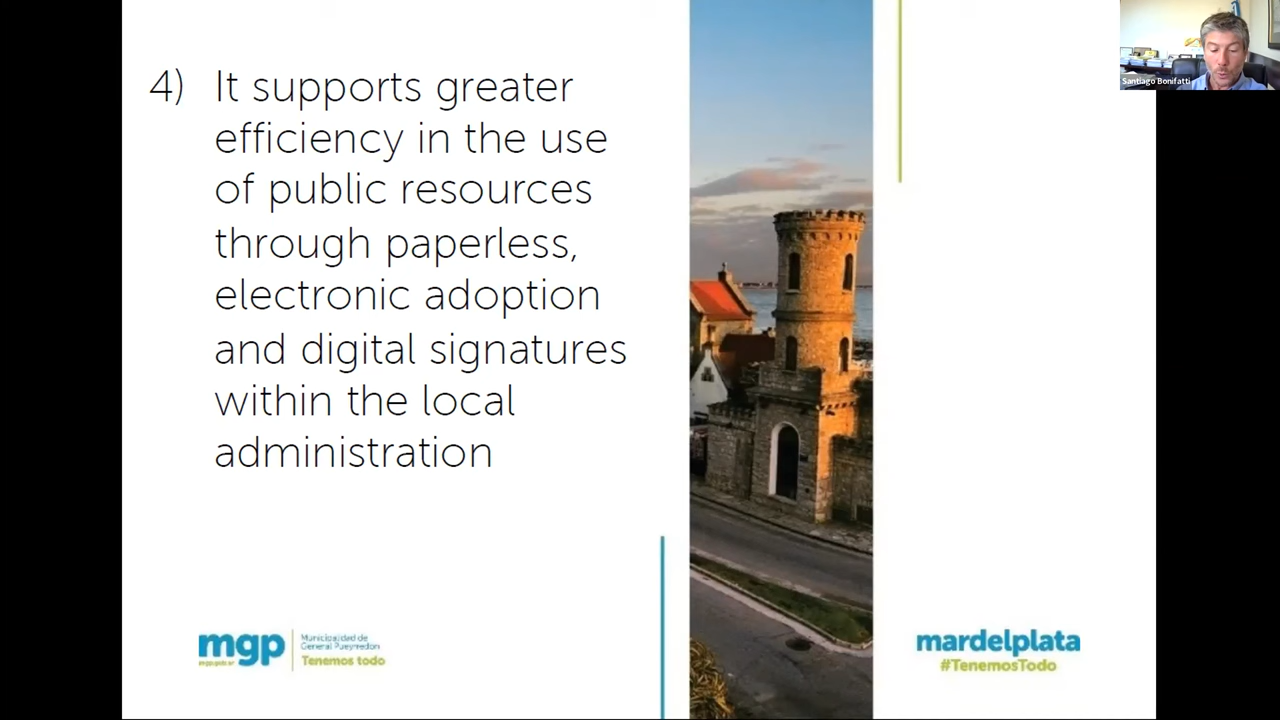 4) It supports greater
efficiency in the use
of public resources
through paperless,
electronic adoption
and digital signatures
within the local
administration
Santiago Bonifatti
mgp
Municipalidad de
General Pueyrredon
Tenemos todo
mardelplata
#TenemosTodo